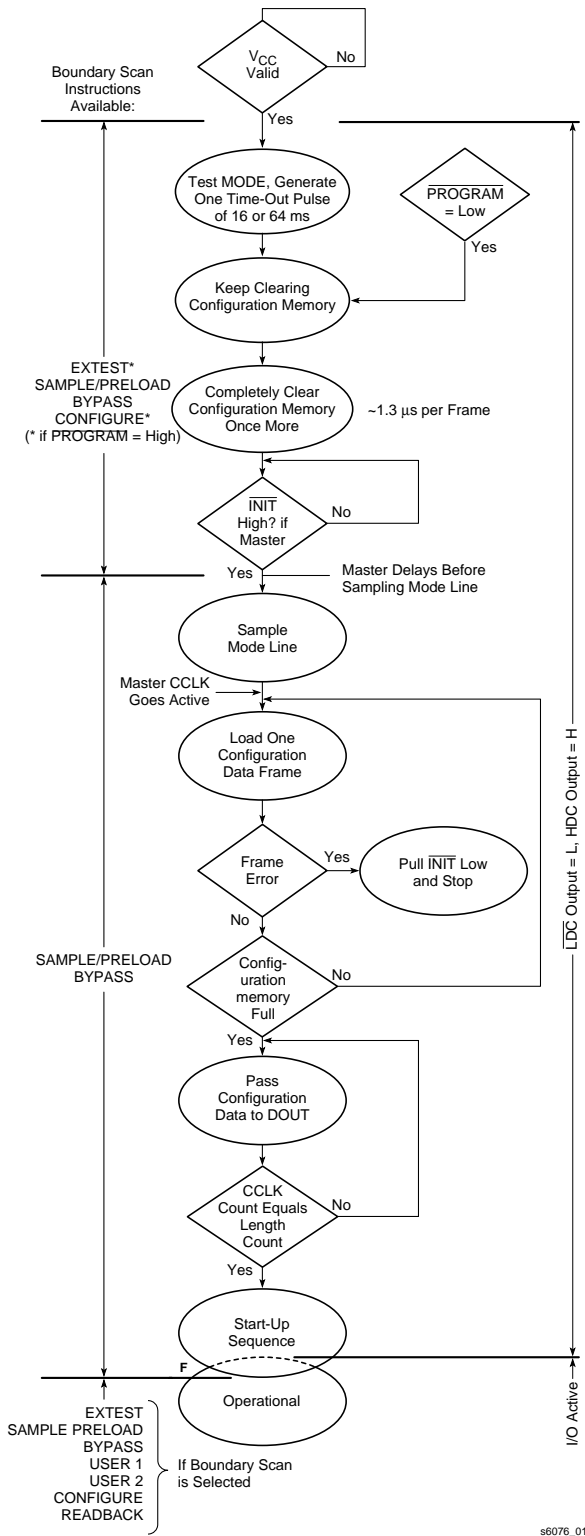 VCC
Valid
No
Boundary Scan
Instructions
Available:
Yes
Test MODE, Generate
One Time-Out Pulse
of 16 or 64 ms
PROGRAM
= Low
Yes
Keep Clearing
Configuration Memory
EXTEST*
SAMPLE/PRELOAD
BYPASS
CONFIGURE*
(* if PROGRAM = High)
Completely Clear
Configuration Memory
Once More
~1.3 μs per Frame
INIT
High? if
Master
No
Yes
Master Delays Before
Sampling Mode Line
Sample
Mode Line
Master CCLK
Goes Active
Load One
Configuration
Data Frame
LDC Output = L, HDC Output = H
Frame
Error
Yes
Pull INIT Low
and Stop
No
SAMPLE/PRELOAD
BYPASS
Config-
uration
memory
Full
No
Yes
Pass
Configuration
Data to DOUT
CCLK
Count Equals
Length
Count
No
Yes
Start-Up
Sequence
F
Operational
I/O Active
EXTEST
SAMPLE PRELOAD
BYPASS
USER 1
USER 2
CONFIGURE
READBACK
If Boundary Scan
is Selected
s6076_01